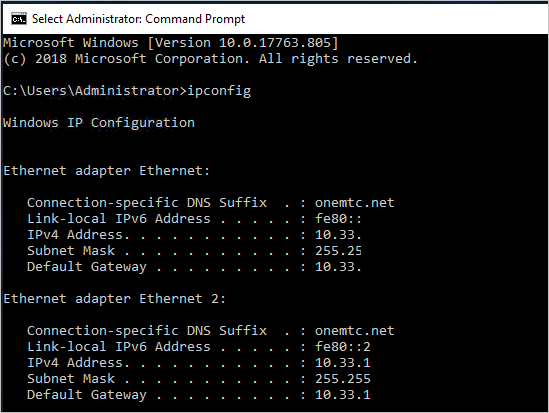 Select Administrator: Command Prompt
Microsoft Windows [Version 10.0.17763.805]
(c) 2018 Microsoft Corporation. All rights reserved.
C:\Users\Administrator>ipconfig
Windows IP Configuration
Ethernet adapter Ethernet:
Connection-specific DNS Suffix  . : onemtc.net
Link-local IPv6 Address . . . . . : fe80::
IPv4 Address. . . . . . . . . . . : 10.33.
Subnet Mask . . . . . . . . . . . : 255.25
Default Gateway . . . . . . . . . : 10.33.
Ethernet adapter Ethernet 2:
Connection-specific DNS Suffix  . : onemtc.net
Link-local IPv6 Address . . . . . : fe80::2
IPv4 Address. . . . . . . . . . . : 10.33.1
Subnet Mask . . . . . . . . . . . : 255.255
Default Gateway . . . . . . . . . : 10.33.1